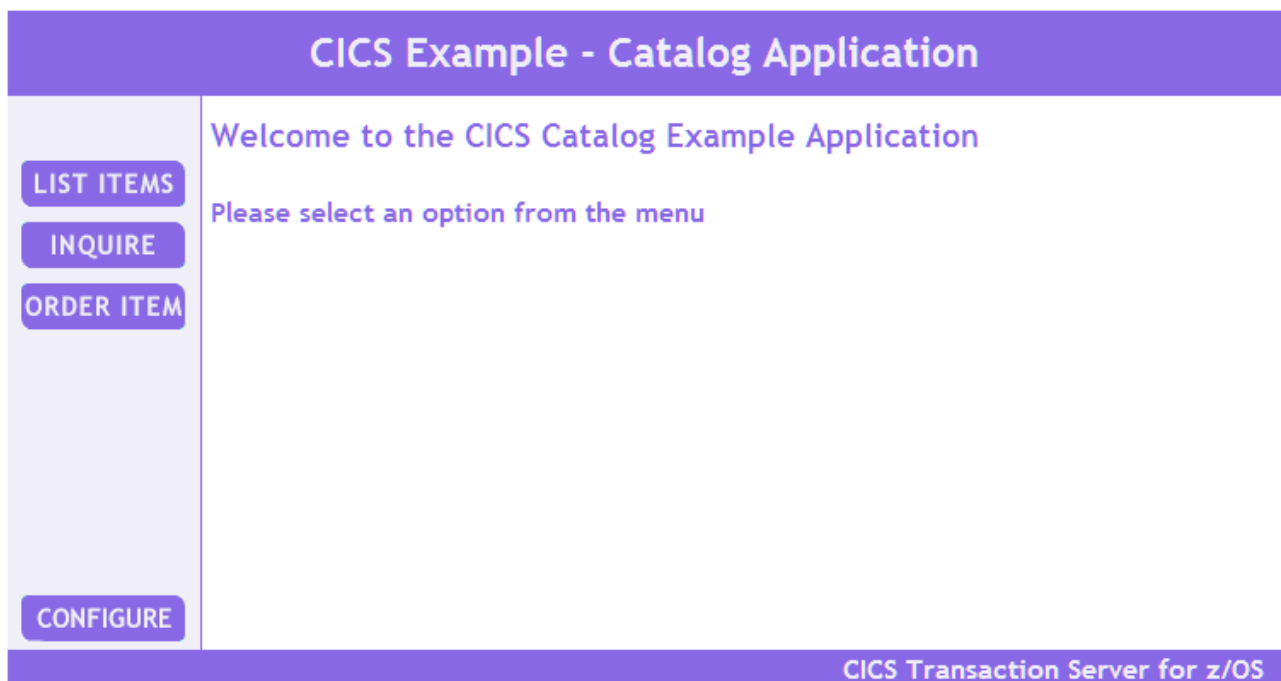 CICS Example - Catalog Application
Welcome to the CICS Catalog Example Application
LIST ITEMS
Please select an option from the menu
INQUIRE
ORDER ITEM
CONFIGURE
CICS Transaction Server for z/OS